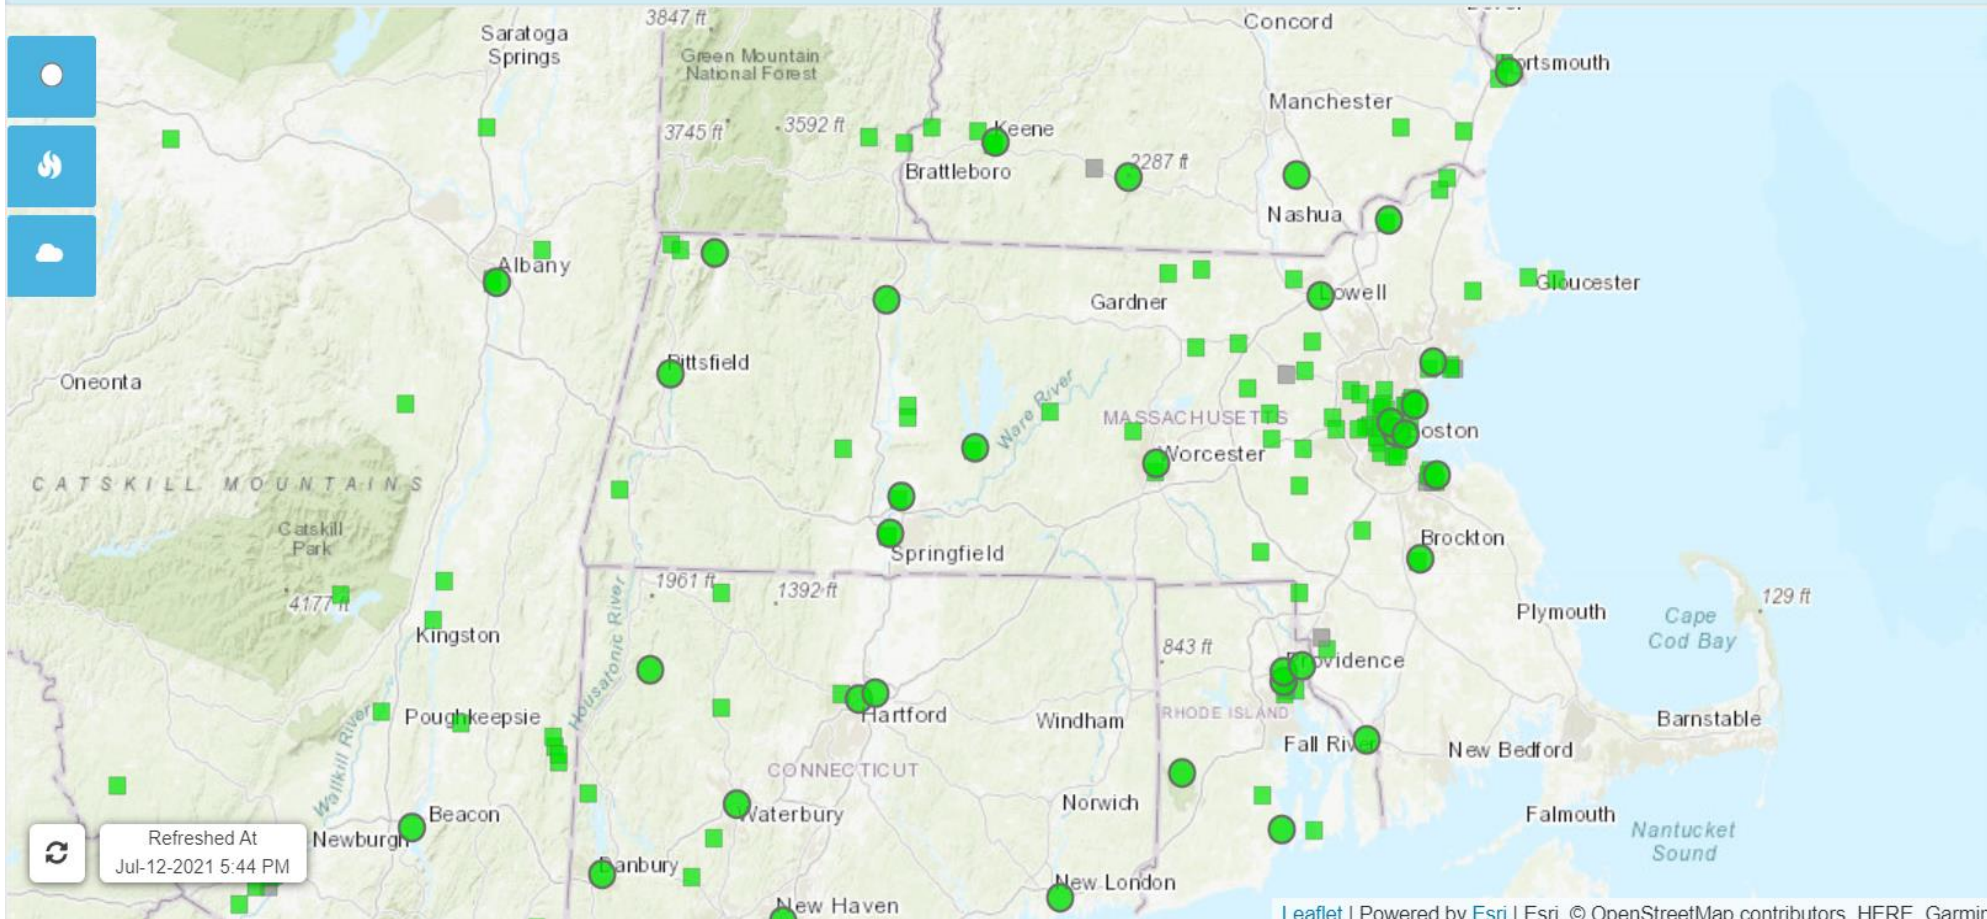 3847 ft
Concord
Saratoga
Springs
Green Mountain
National Forest
ortsmouth
Manchester
3745 ft
3592 ft
Keene
2287 ft
Brattleboro
Nashua
Albany
Gardner
Lowell
Gloucester
Pittsfield
Oneonta
Ware River
MASSACHUSETTS
oston
Worcester
CATSKILL MOUNTAINS
Catskill
Park
Springfield
Brockton
1961 ft
1392 ft
4177 ft
Housatonic River
Plymouth
Cape
Cod Bay
129 ft
Kingston
843 ft
Providence
Poughkeepsie
Wallkill River
Hartford
Windham
RHODE ISLAND
Fall River
New Bedford
Barnstable
CONNECTICUT
Norwich
Beacon
Waterbury
Falmouth
Nantucket
Sound
Newburgh
Refreshed At
Jul-12-2021 5:44 PM
Danbury
New London
New Haven
Leaflet | Powered by Esri | Esri, © OpenStreetMap contributors, HERE, Garmi